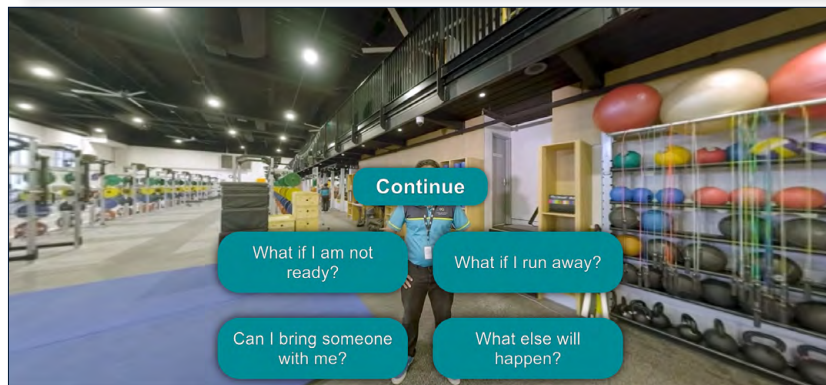 Continue
What if I am not
ready?
What if I run away?
Can I bring someone
with me?
What else will
happen?